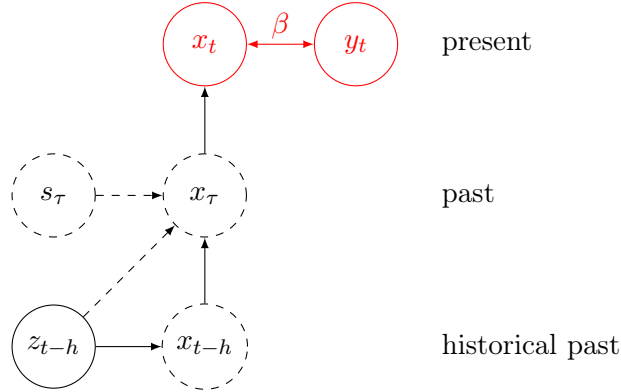 β
x_t y_t present
s_τ x_τ past
z_{t−h} x_{t−h} historical past